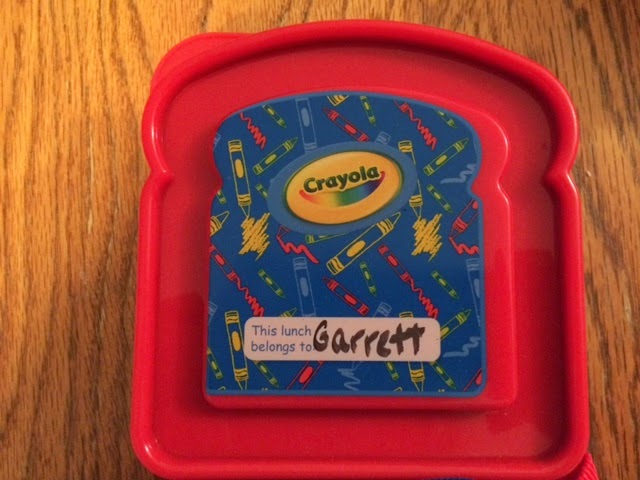 Crayola
This lunch
belongs to Garrett